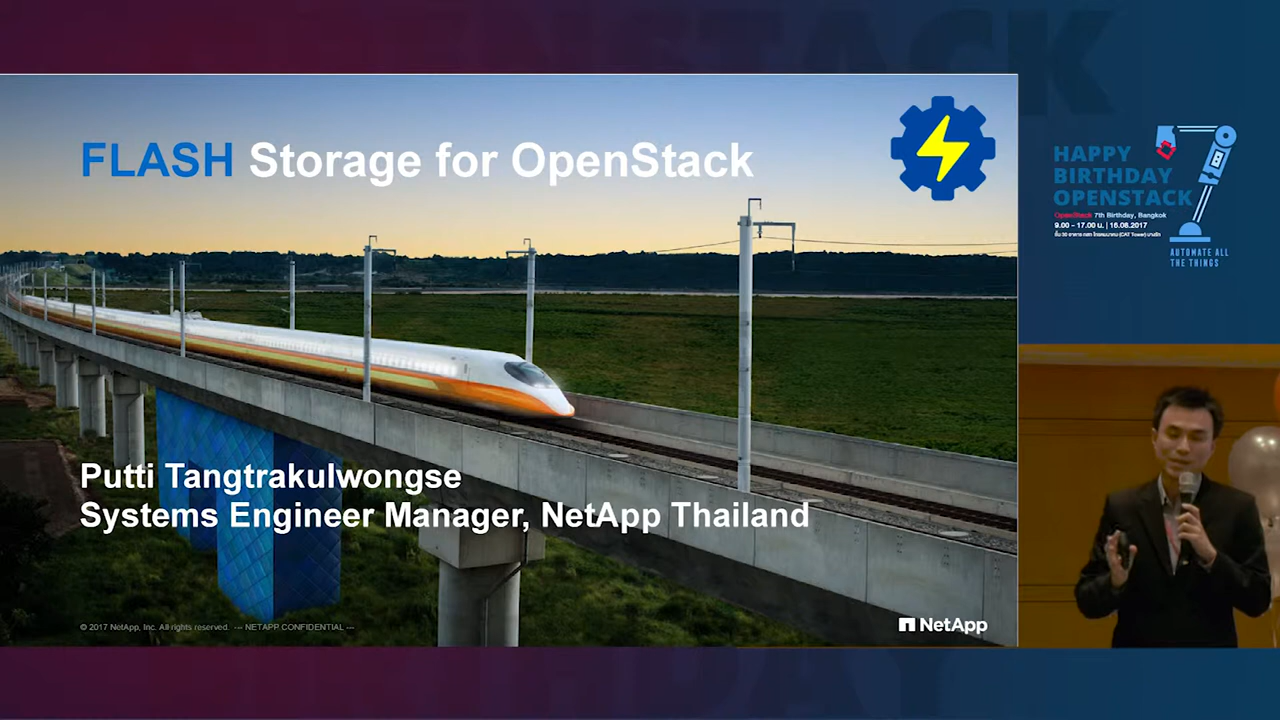 FLASH Storage for OpenStack
Putti Tangtrakulwongse
Systems Engineer Manager, NetApp Thailand
© 2017 NetApp, Inc. All rights reserved. --- NETAPP CONFIDENTIAL ---
NetApp
HAPPY
BIRTHDAY
OPENSTACK
OpenStack 7th Birthday, Bangkok
9.00 - 17.00 น. | 16.08.2017
AUTOMATE ALL
THE THINGS